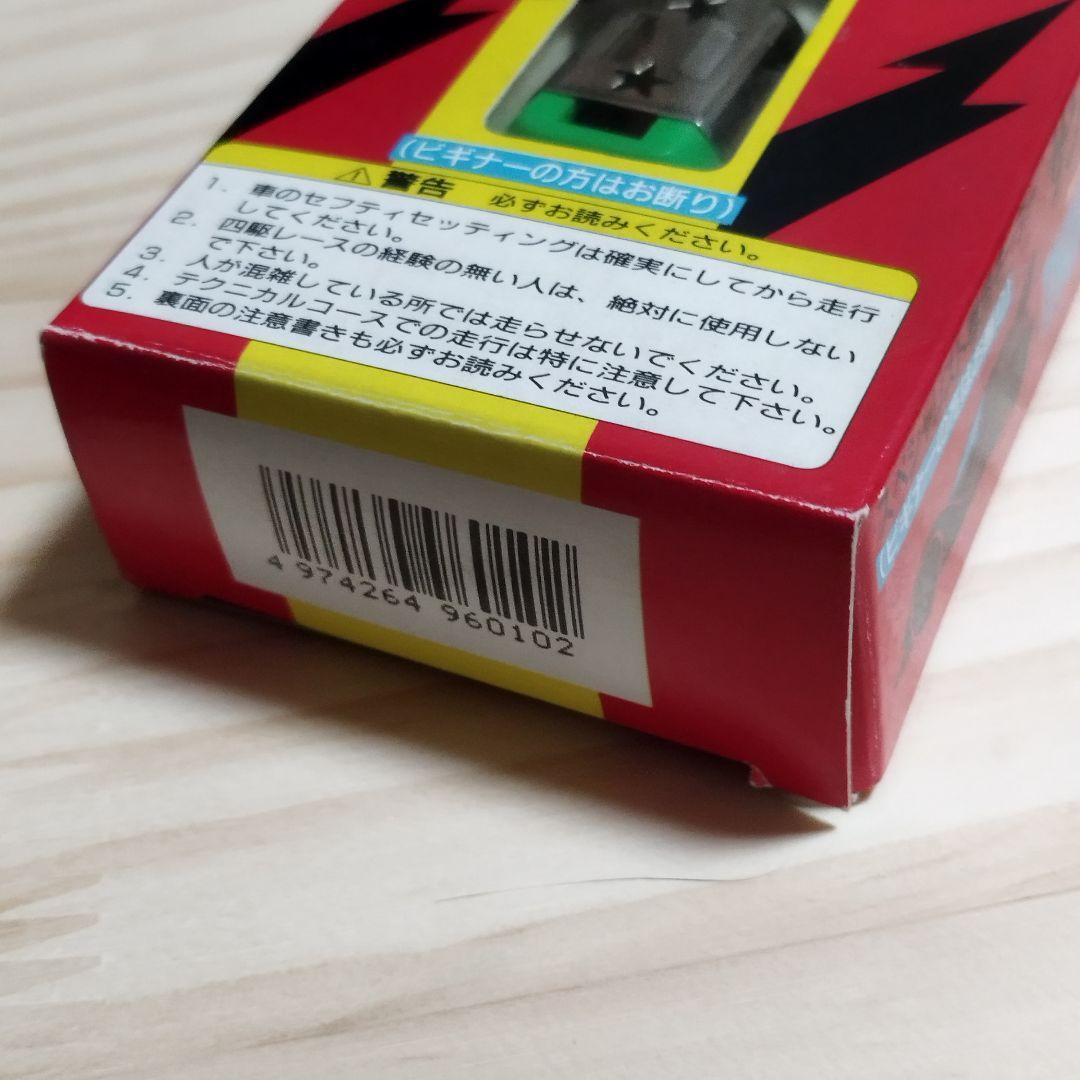 (ビギナーの方はお断り)
⚠ 警告 必ずお読みください。
1. 車のセフティセッティングは確実にしてから走行
してください。
2. 四駆レースの経験の無い人は、絶対に使用しない
で下さい。
3. 人が混雑している所では走らせないでください。
4. テクニカルコースでの走行は特に注意して下さい。
5. 裏面の注意書きも必ずお読みください。
4 974264 960102